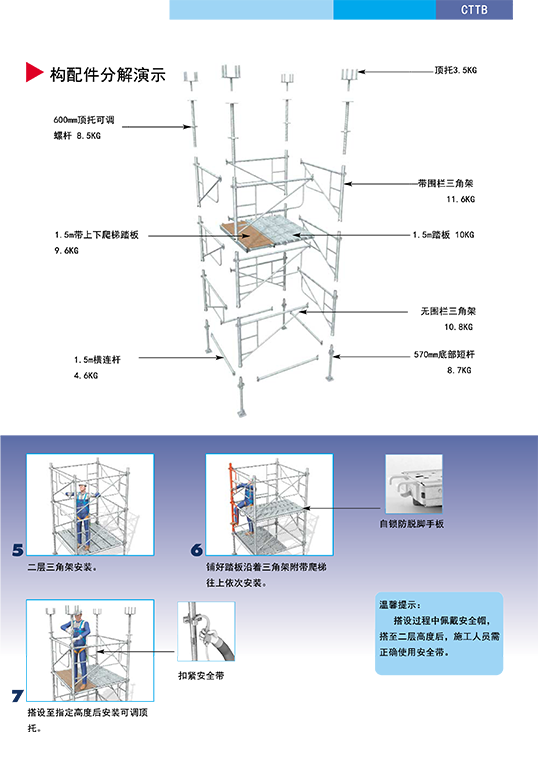 CTTB
构配件分解演示
顶托3.5KG
600mm顶托可调
螺杆 8.5KG
带围栏三角架
11.6KG
1.5m带上下爬梯踏板
9.6KG
1.5m踏板 10KG
无围栏三角架
10.8KG
1.5m横连杆
4.6KG
570mm底部短杆
8.7KG
5
二层三角架安装。
6
铺好踏板沿着三角架附带爬梯
往上依次安装。
自锁防脱脚手板
7
搭设至指定高度后安装可调顶
托。
扣紧安全带
温馨提示：
搭设过程中佩戴安全帽，
搭至二层高度后，施工人员需
正确使用安全带。